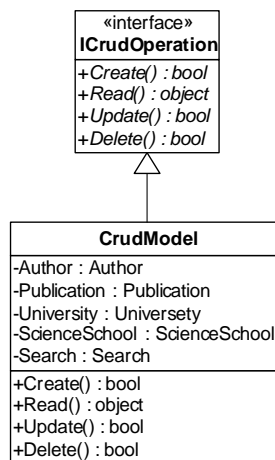 «interface»
ICrudOperation
+Create() : bool
+Read() : object
+Update() : bool
+Delete() : bool
CrudModel
-Author : Author
-Publication : Publication
-University : Universety
-ScienceSchool : ScienceSchool
-Search : Search
+Create() : bool
+Read() : object
+Update() : bool
+Delete() : bool